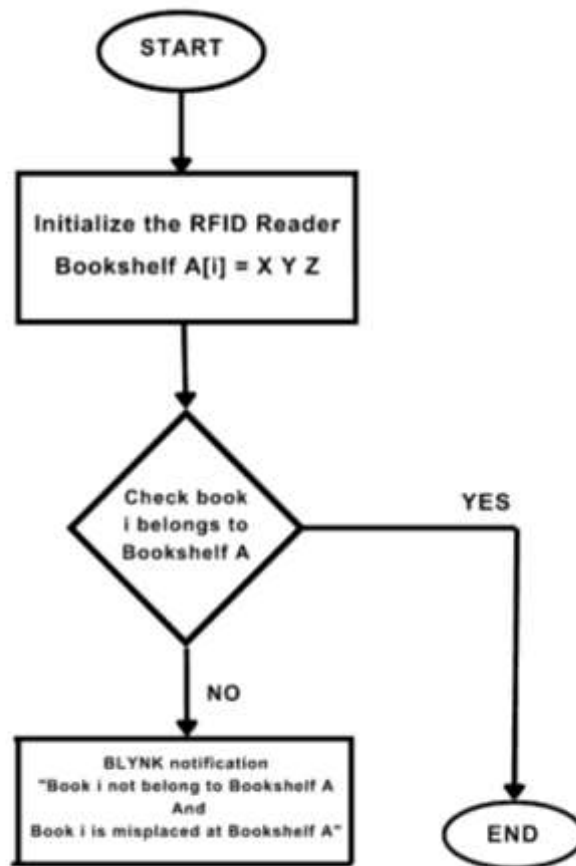 START
Initialize the RFID Reader
Bookshelf A[i] = X Y Z
Check book
i belongs to
Bookshelf A
YES
NO
BLYNK notification
"Book i not belong to Bookshelf A
And
Book i is misplaced at Bookshelf A"
END